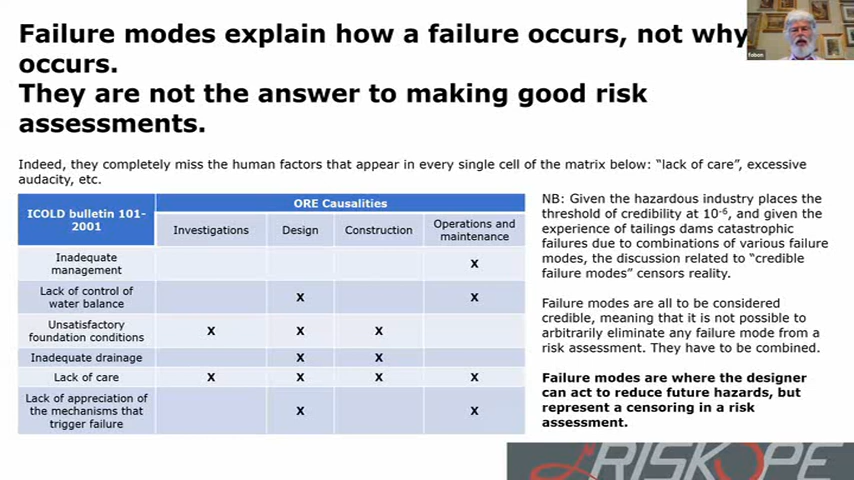 Failure modes explain how a failure occurs, not why
occurs.
They are not the answer to making good risk
assessments.
Indeed, they completely miss the human factors that appear in every single cell of the matrix below: “lack of care”, excessive
audacity, etc.
ICOLD bulletin 101-
2001
ORE Causalities
Investigations
Design
Construction
Operations and
maintenance
Inadequate
management
X
Lack of control of
water balance
X X
Unsatisfactory
foundation conditions
X X X
Inadequate drainage X X
Lack of care X X X X
Lack of appreciation of
the mechanisms that
trigger failure
X X
NB: Given the hazardous industry places the
threshold of credibility at 10-6, and given the
experience of tailings dams catastrophic
failures due to combinations of various failure
modes, the discussion related to “credible
failure modes” censors reality.
Failure modes are all to be considered
credible, meaning that it is not possible to
arbitrarily eliminate any failure mode from a
risk assessment. They have to be combined.
Failure modes are where the designer
can act to reduce future hazards, but
represent a censoring in a risk
assessment.
RISKOPE